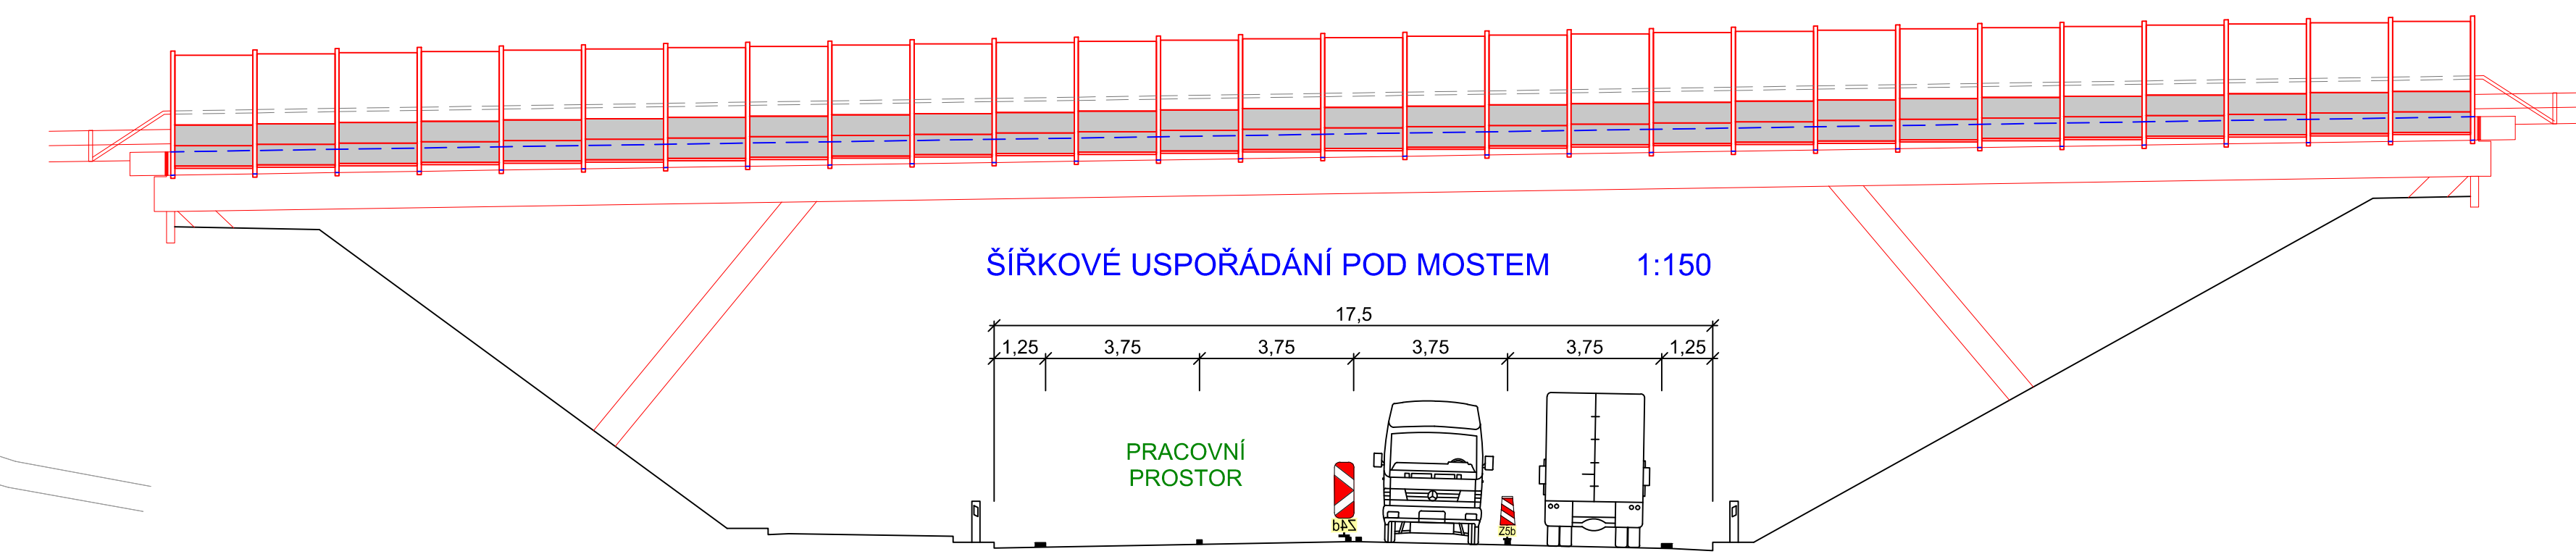 ŠÍŘKOVÉ USPOŘÁDÁNÍ POD MOSTEM 1:150
17,5
1,25 3,75 3,75 3,75 3,75 1,25
PRACOVNÍ
PROSTOR
Z4d
Z5b